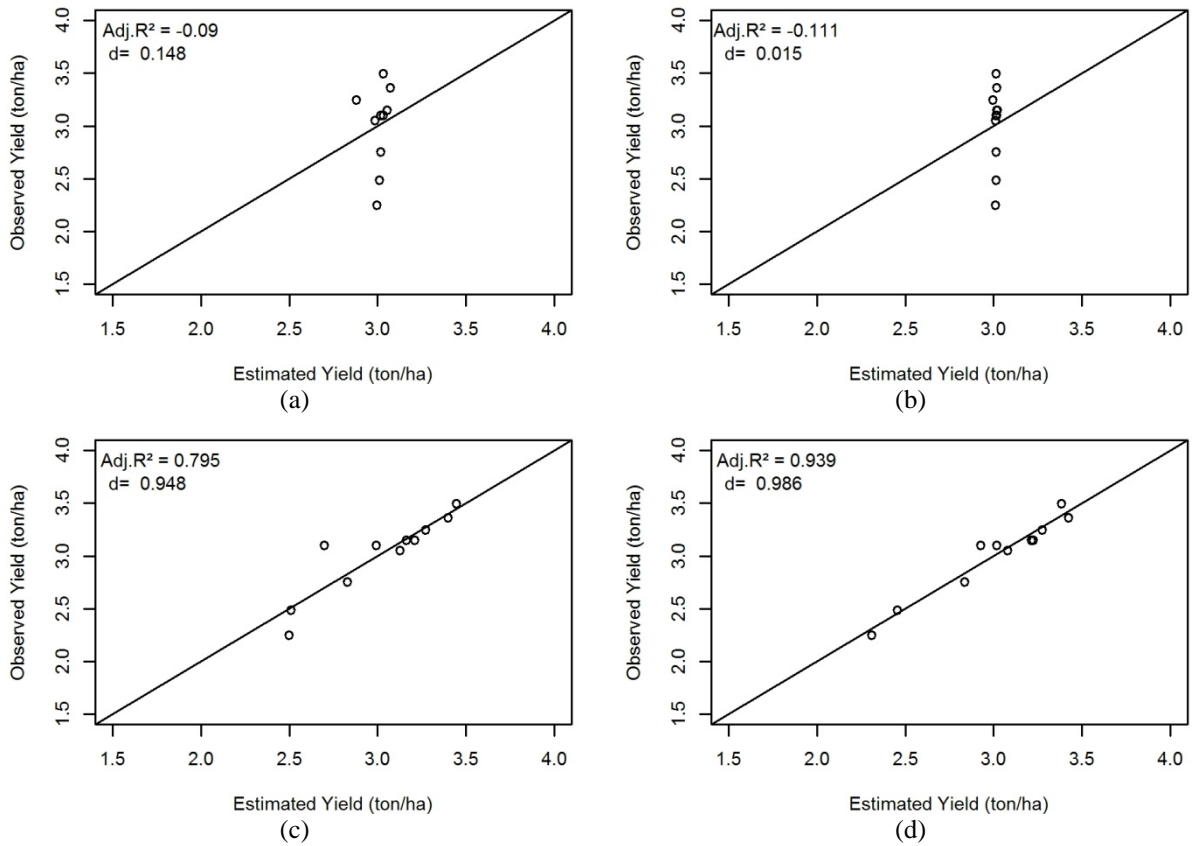 Adj.R² = -0.09
d= 0.148
Observed Yield (ton/ha)
4.0
3.5
3.0
2.5
2.0
1.5
1.5 2.0 2.5 3.0 3.5 4.0
Estimated Yield (ton/ha)
(a)
Adj.R² = -0.111
d= 0.015
Observed Yield (ton/ha)
4.0
3.5
3.0
2.5
2.0
1.5
1.5 2.0 2.5 3.0 3.5 4.0
Estimated Yield (ton/ha)
(b)
Adj.R² = 0.795
d= 0.948
Observed Yield (ton/ha)
4.0
3.5
3.0
2.5
2.0
1.5
1.5 2.0 2.5 3.0 3.5 4.0
Estimated Yield (ton/ha)
(c)
Adj.R² = 0.939
d= 0.986
Observed Yield (ton/ha)
4.0
3.5
3.0
2.5
2.0
1.5
1.5 2.0 2.5 3.0 3.5 4.0
Estimated Yield (ton/ha)
(d)